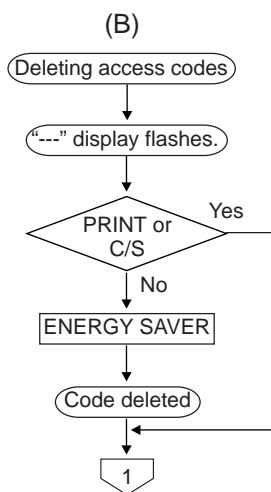 (B)
Deleting access codes
“---” display flashes.
Yes
PRINT or
C/S
No
ENERGY SAVER
Code deleted
1